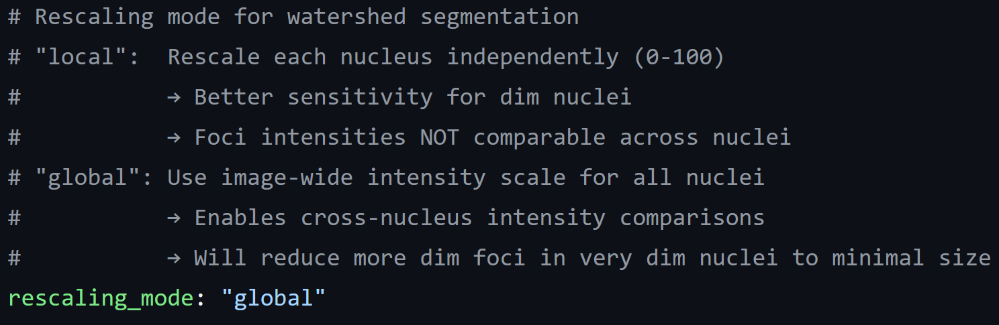 # Rescaling mode for watershed segmentation
# "local":  Rescale each nucleus independently (0-100)
#           → Better sensitivity for dim nuclei
#           → Foci intensities NOT comparable across nuclei
# "global": Use image-wide intensity scale for all nuclei
#           → Enables cross-nucleus intensity comparisons
#           → Will reduce more dim foci in very dim nuclei to minimal size
rescaling_mode: "global"